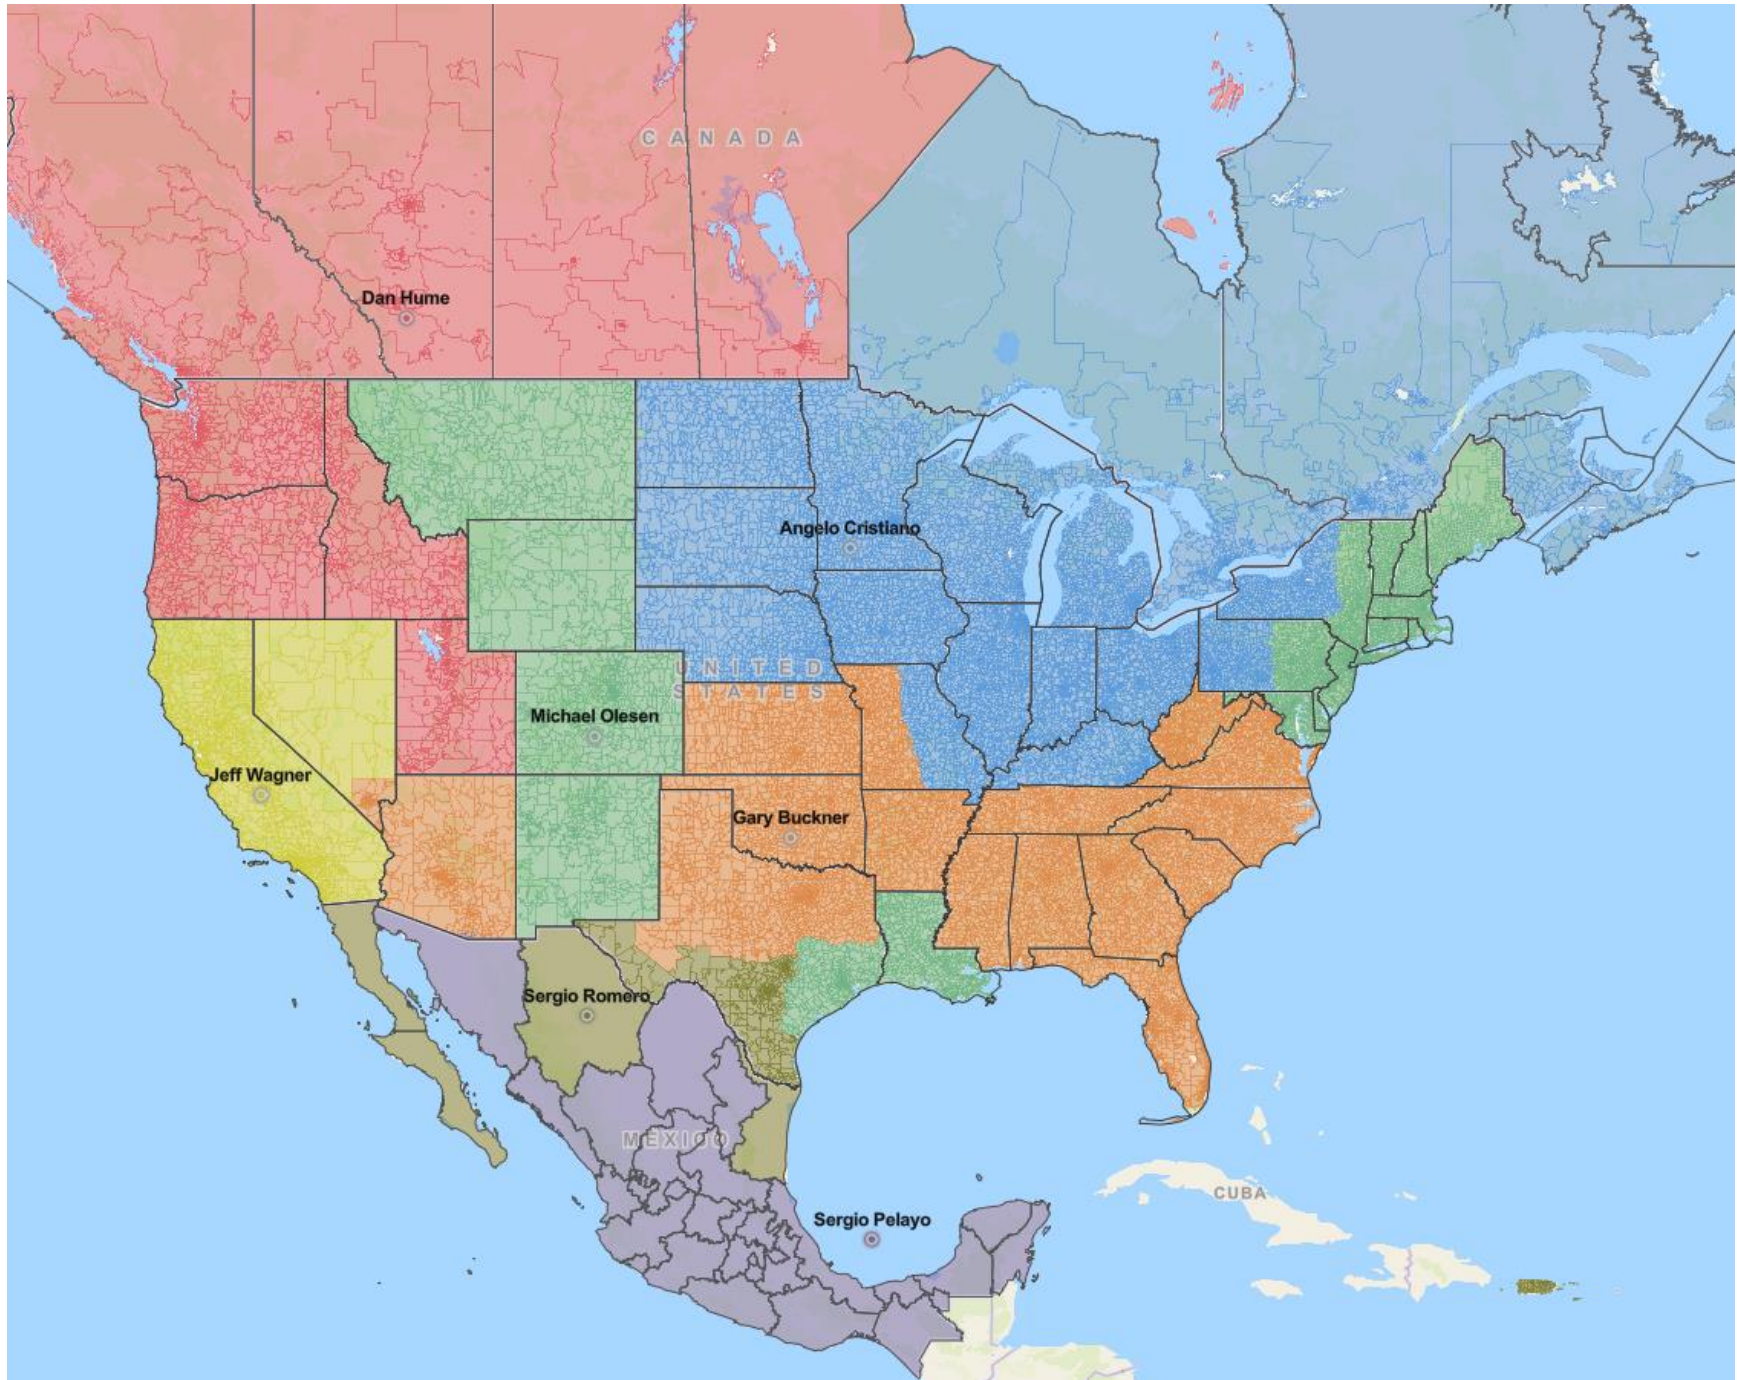 CANADA
Dan Hume
Angelo Cristiano
UNITED
STATES
Michael Olesen
Jeff Wagner
Gary Buckner
Sergio Romero
MEXICO
CUBA
Sergio Pelayo